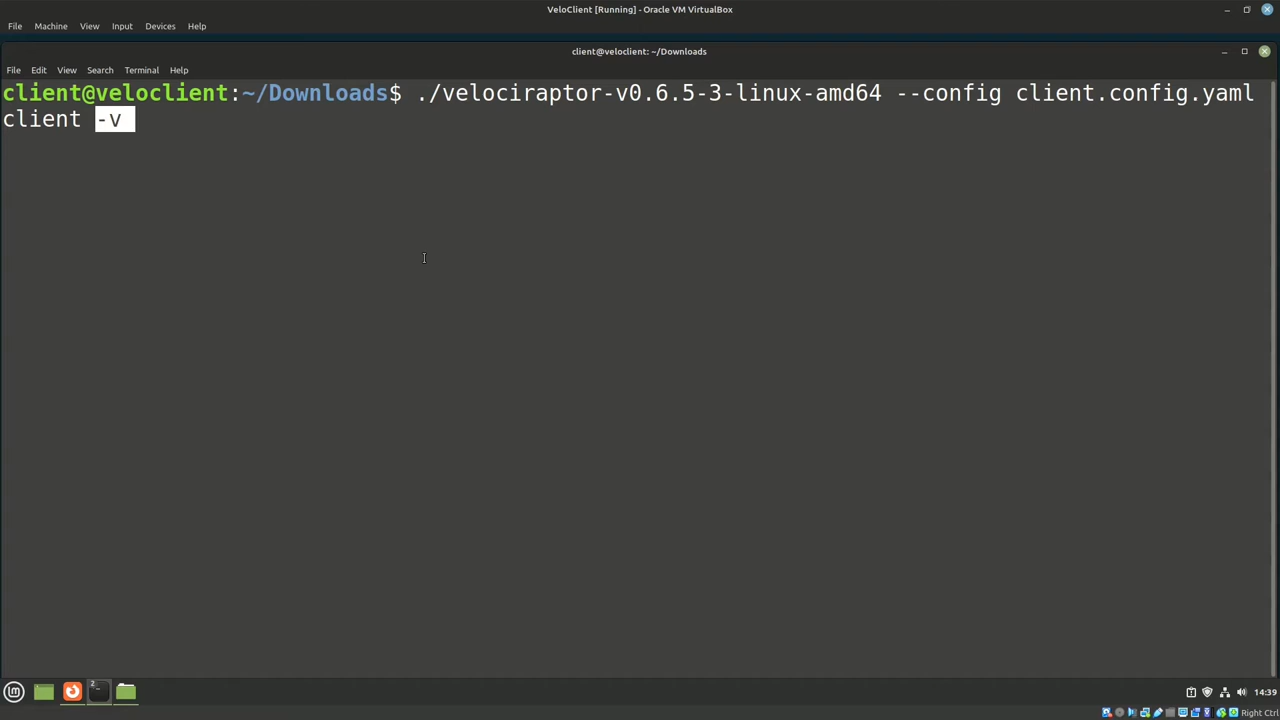 VeloClient [Running] - Oracle VM VirtualBox
File Machine View Input Devices Help
client@veloclient: ~/Downloads
File Edit View Search Terminal Help
client@veloclient:~/Downloads$ ./velociraptor-v0.6.5-3-linux-amd64 --config client.config.yaml
client -v
2
14:39
Right Ctrl